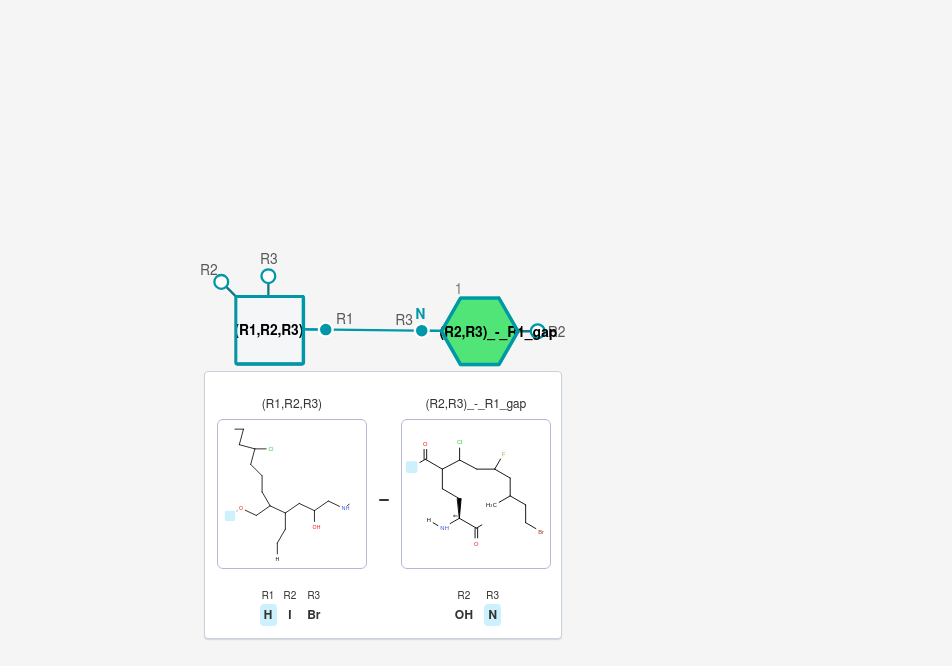 R3
R2
1
N
R1
R3
(R1,R2,R3)
(R2,R3)_-_R1_gap
R2
(R1,R2,R3)
(R2,R3)_-_R1_gap
Cl
O
NH
OH
H
–
O
Cl
F
H3C
H
NH
O
Br
R1 R2 R3
H I Br
R2 R3
OH N